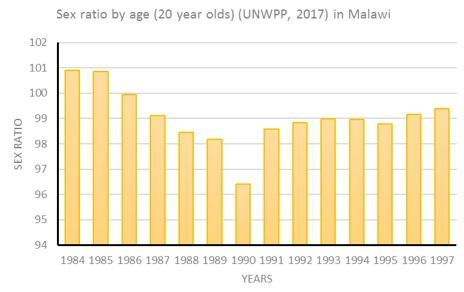 Sex ratio by age (20 year olds) (UNWPP, 2017) in Malawi
102
101
100
99
98
97
96
95
94
SEX RATIO
1984 1985 1986 1987 1988 1989 1990 1991 1992 1993 1994 1995 1996 1997
YEARS